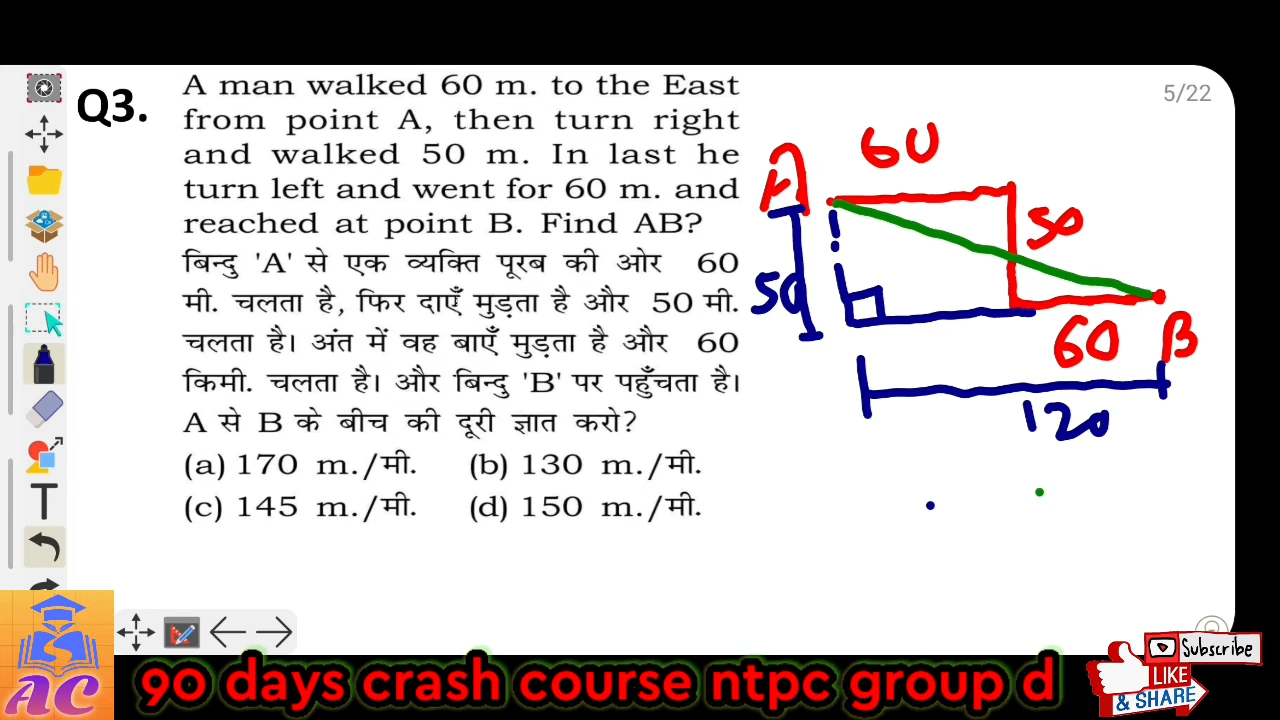 5/22
Q3.
A man walked 60 m. to the East
from point A, then turn right
and walked 50 m. In last he
turn left and went for 60 m. and
reached at point B. Find AB?
बिन्दु 'A' से एक व्यक्ति पूरब की ओर 60
मी. चलता है, फिर दाएँ मुड़ता है और 50 मी.
चलता है। अंत में वह बाएँ मुड़ता है और 60
किमी. चलता है। और बिन्दु 'B' पर पहुँचता है।
A से B के बीच की दूरी ज्ञात करो?
(a) 170 m./मी. (b) 130 m./मी.
(c) 145 m./मी. (d) 150 m./मी.
A
60
50
50
60
B
120
T
AC
90 days crash course ntpc group d
Subscribe
LIKE
& SHARE